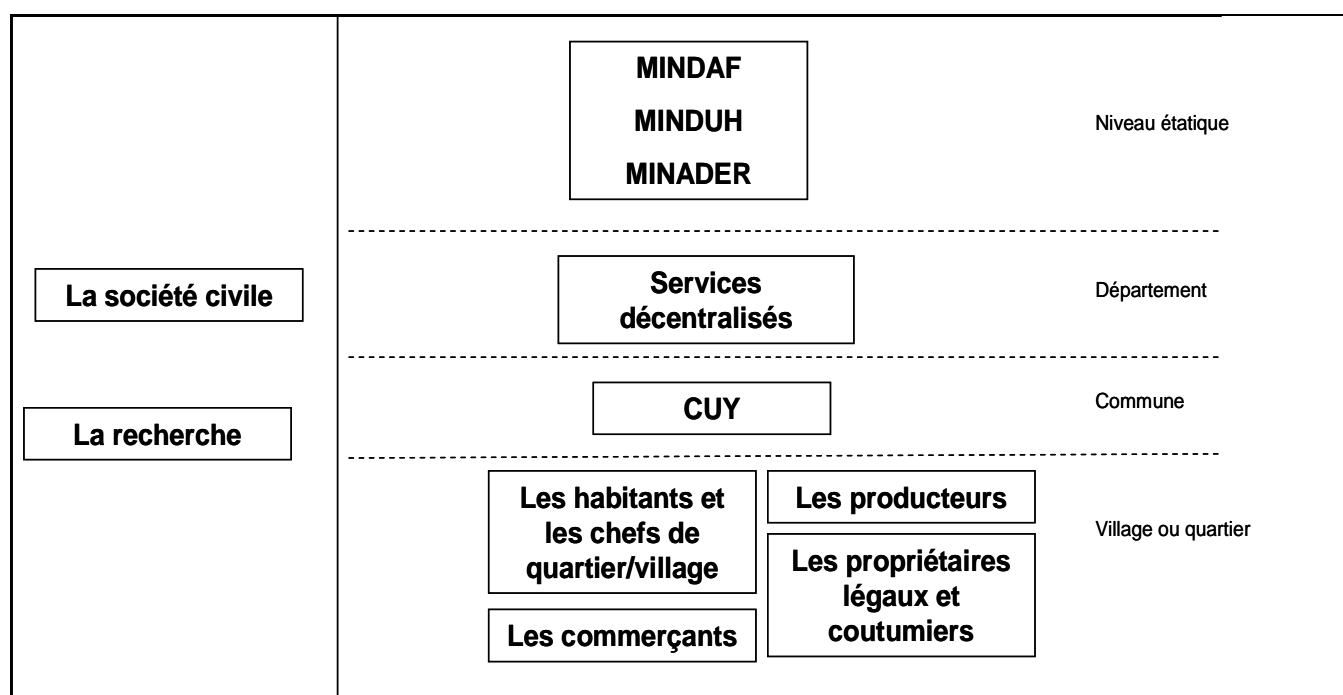 MINDAF
MINDUH
MINADER
Niveau étatique
La société civile
Services
décentralisés
Département
La recherche
CUY
Commune
Les habitants et
les chefs de
quartier/village
Les producteurs
Village ou quartier
Les propriétaires
légaux et
coutumiers
Les commerçants